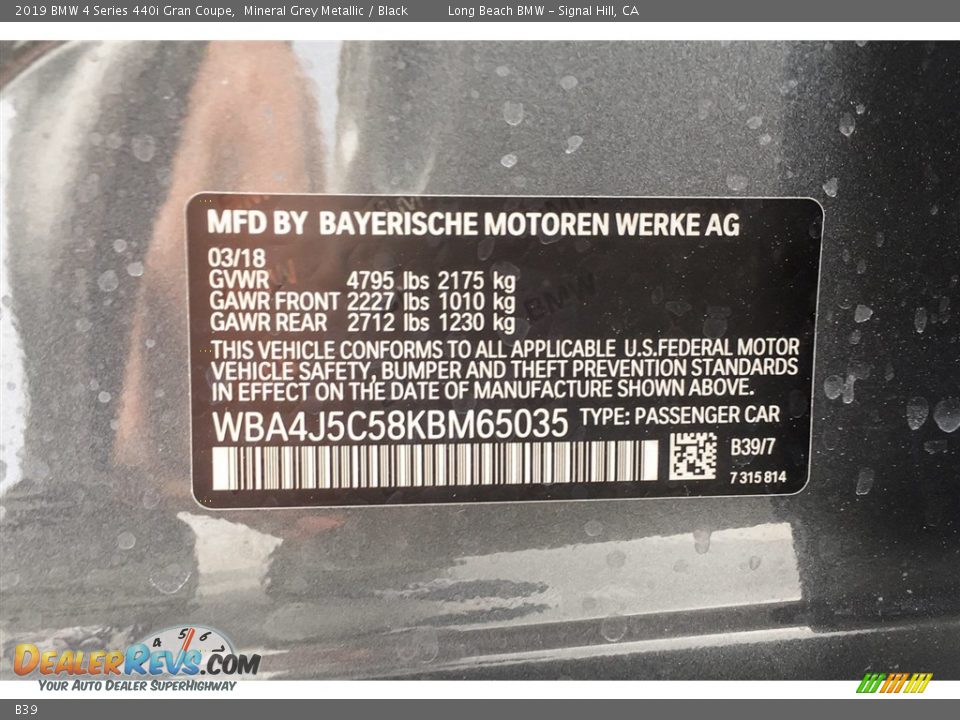 2019 BMW 4 Series 440i Gran Coupe, Mineral Grey Metallic / Black Long Beach BMW - Signal Hill, CA
MFD BY BAYERISCHE MOTOREN WERKE AG
03/18
GVWR 4795 lbs 2175 kg
GAWR FRONT 2227 lbs 1010 kg
GAWR REAR 2712 lbs 1230 kg
THIS VEHICLE CONFORMS TO ALL APPLICABLE U.S.FEDERAL MOTOR
VEHICLE SAFETY, BUMPER AND THEFT PREVENTION STANDARDS
IN EFFECT ON THE DATE OF MANUFACTURE SHOWN ABOVE.
WBA4J5C58KBM65035 TYPE: PASSENGER CAR
B39/7
7 315 814
4 5 6
DEALERREVS.COM
YOUR AUTO DEALER SUPERHIGHWAY
B39